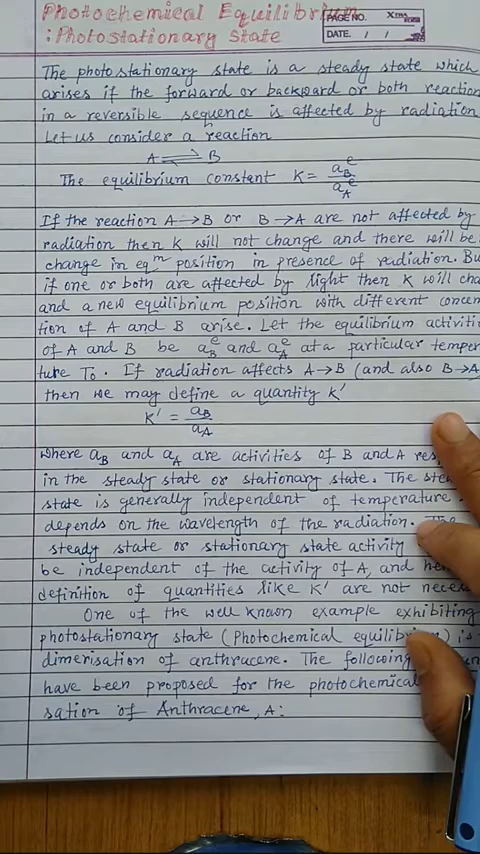 Photochemical Equilibrium
: Photostationary State
PAGE NO.
DATE. / /
The photostationary state is a steady state which
arises if the forward or backward or both reaction
in a reversible sequence is affected by radiation
Let us consider a reaction
A ⇌ B
The equilibrium constant K = a_B^e / a_A^e
If the reaction A → B or B → A are not affected by
radiation then K will not change and there will be
change in eqm position in presence of radiation. Bu
if one or both are affected by light then K will cha
and a new equilibrium position with different concen
tion of A and B arise. Let the equilibrium activiti
of A and B be a_B^e and a_A^e at a particular temper
ture T₀. If radiation affects A → B (and also B → A
then we may define a quantity K'
K' = a_B / a_A
where a_B and a_A are activities of B and A res
in the steady state or stationary state. The ste
state is generally independent of temperature
depends on the wavelength of the radiation. The
steady state or stationary state activity
be independent of the activity of A, and he
definition of quantities like K' are not neces
One of the well known example exhibiting
photostationary state (Photochemical equilibrium) is
dimerisation of anthracene. The following
have been proposed for the photochemical
sation of Anthracene, A: